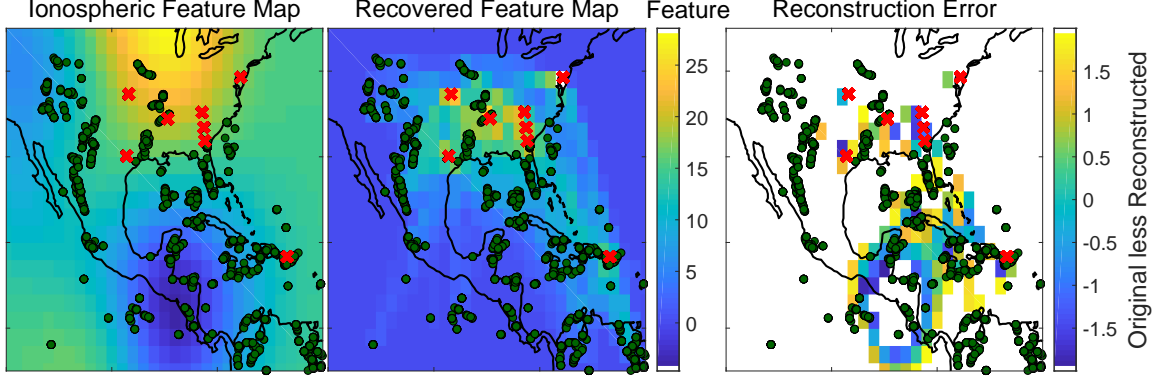 Ionospheric Feature Map
Recovered Feature Map
Feature
Reconstruction Error
25
20
15
10
5
0
1.5
1
0.5
0
-0.5
-1
-1.5
Original less Reconstructed